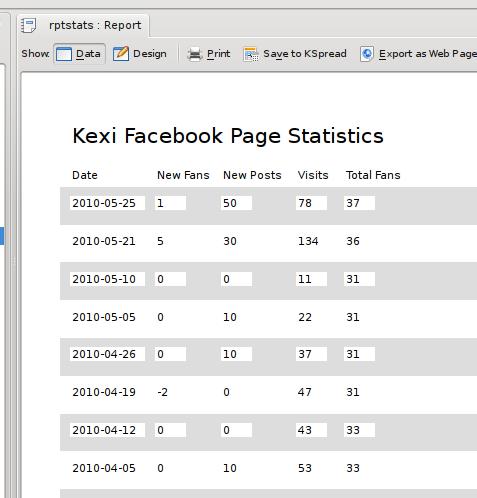 rptstats : Report
Show: Data Design Print Save to KSpread Export as Web Page
Kexi Facebook Page Statistics
Date New Fans New Posts Visits Total Fans
2010-05-25 1 50 78 37
2010-05-21 5 30 134 36
2010-05-10 0 0 11 31
2010-05-05 0 10 22 31
2010-04-26 0 10 37 31
2010-04-19 -2 0 47 31
2010-04-12 0 0 43 33
2010-04-05 0 10 53 33